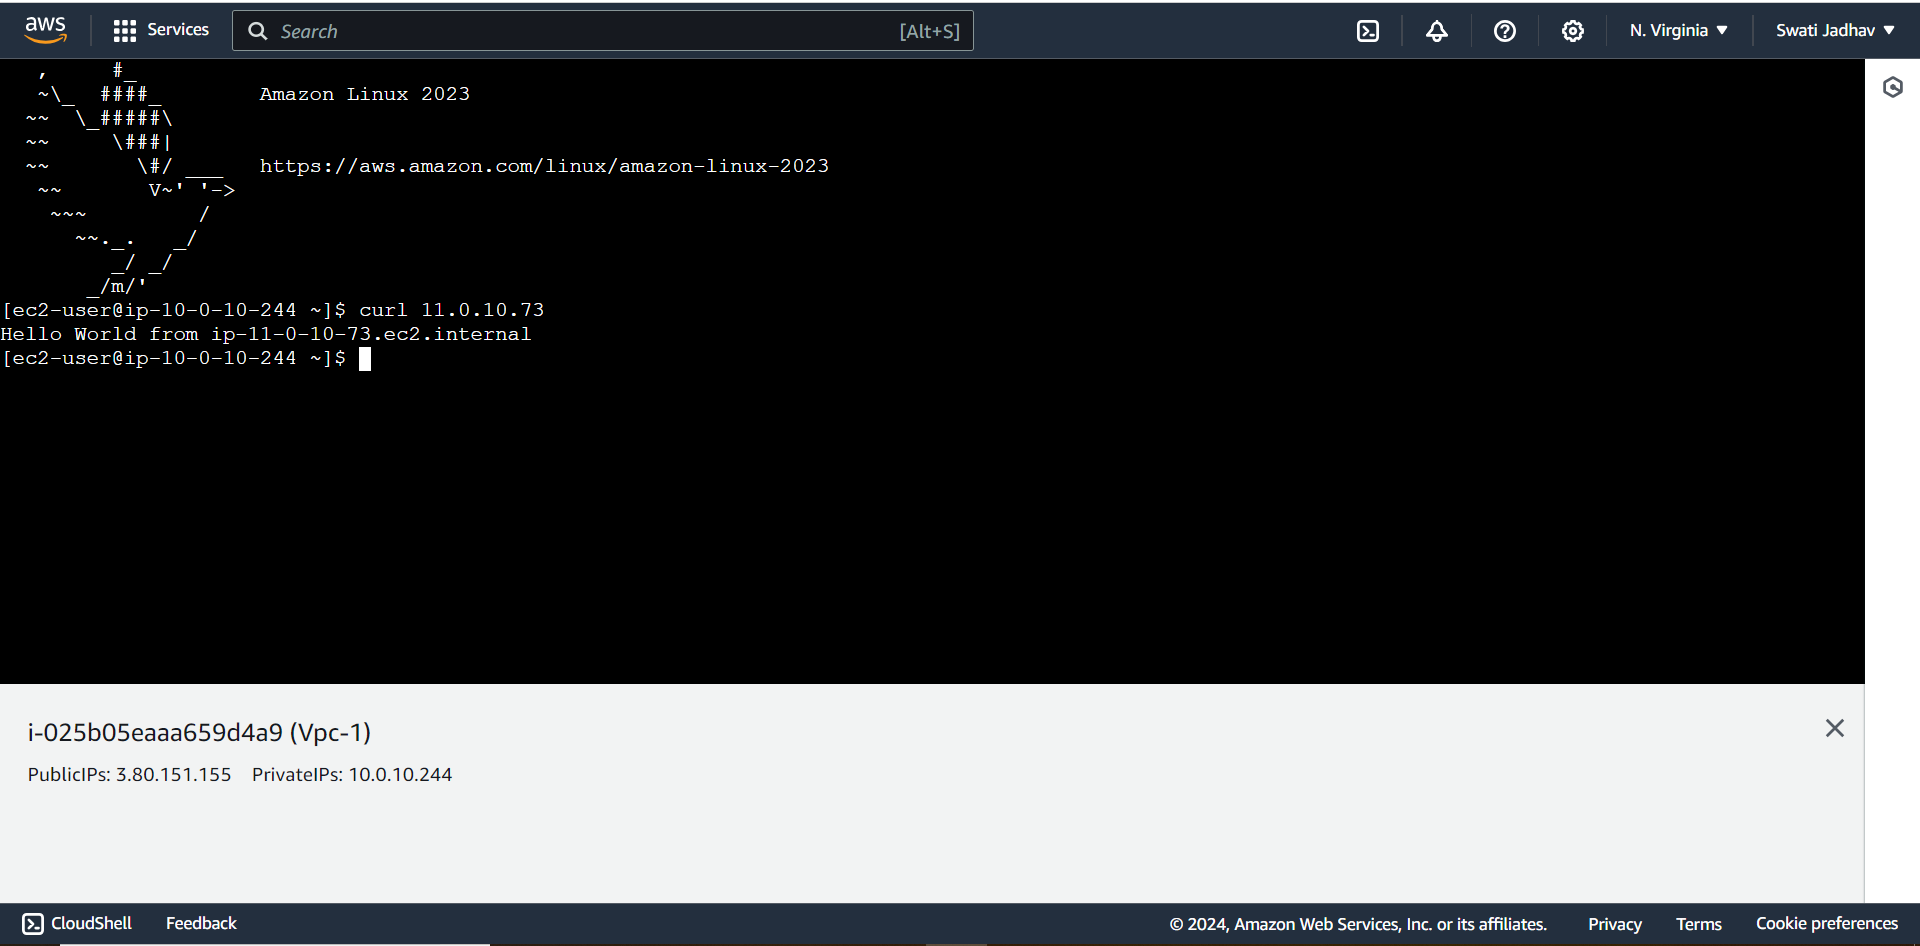 aws Services Search [Alt+S] N. Virginia ▼ Swati Jadhav ▼
   ,     #_
   ~\_  ####_        Amazon Linux 2023
  ~~  \_#####\
  ~~     \###|
  ~~       \#/ ___   https://aws.amazon.com/linux/amazon-linux-2023
   ~~       V~' '->
    ~~~         /
      ~~._.   _/
         _/ _/
       _/m/'
[ec2-user@ip-10-0-10-244 ~]$ curl 11.0.10.73
Hello World from ip-11-0-10-73.ec2.internal
[ec2-user@ip-10-0-10-244 ~]$
i-025b05eaaa659d4a9 (Vpc-1)
PublicIPs: 3.80.151.155 PrivateIPs: 10.0.10.244
CloudShell Feedback © 2024, Amazon Web Services, Inc. or its affiliates. Privacy Terms Cookie preferences